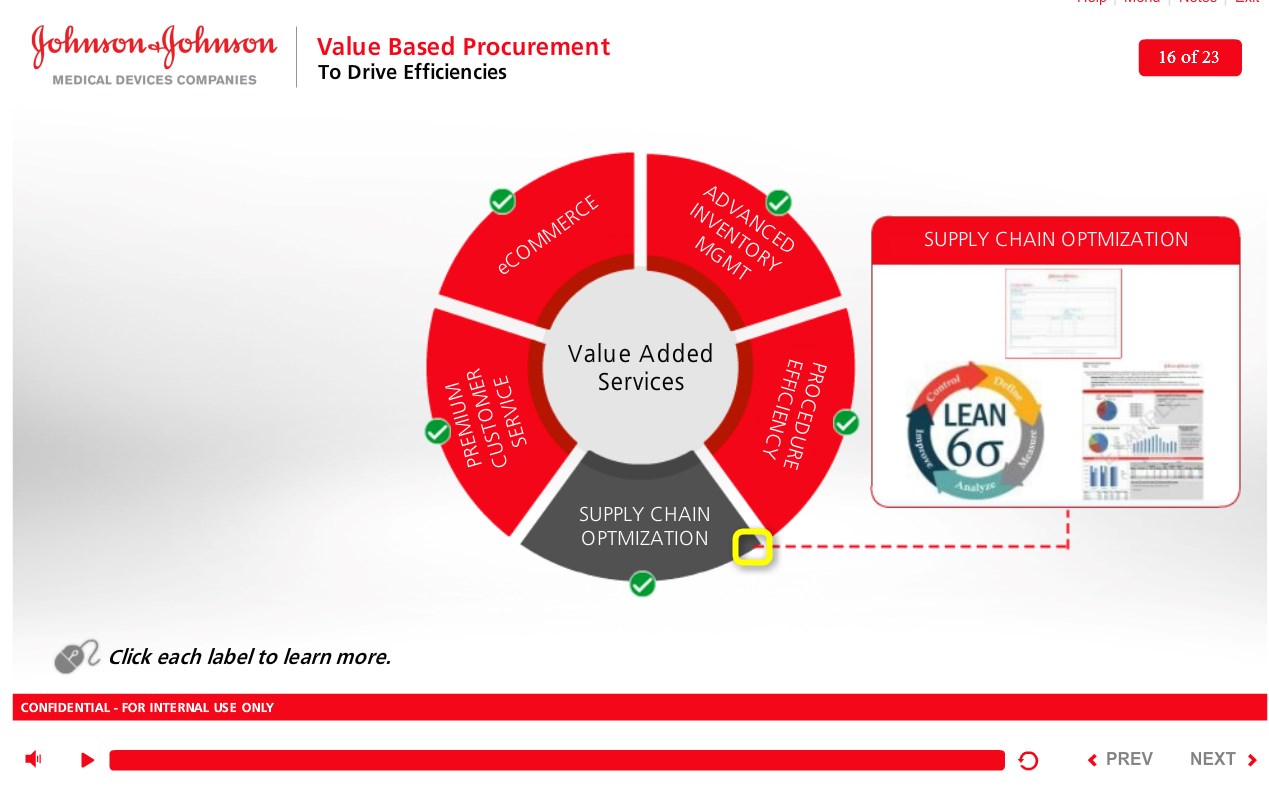 Help | Menu | Notes | Exit
Johnson & Johnson
MEDICAL DEVICES COMPANIES
Value Based Procurement
To Drive Efficiencies
16 of 23
eCOMMERCE
ADVANCED
INVENTORY
MGMT
PREMIUM
CUSTOMER
SERVICE
Value Added
Services
PROCEDURE
EFFICIENCY
SUPPLY CHAIN
OPTMIZATION
SUPPLY CHAIN OPTMIZATION
Control
Define
Measure
Analyze
Improve
LEAN
6σ
Click each label to learn more.
CONFIDENTIAL - FOR INTERNAL USE ONLY
PREV
NEXT